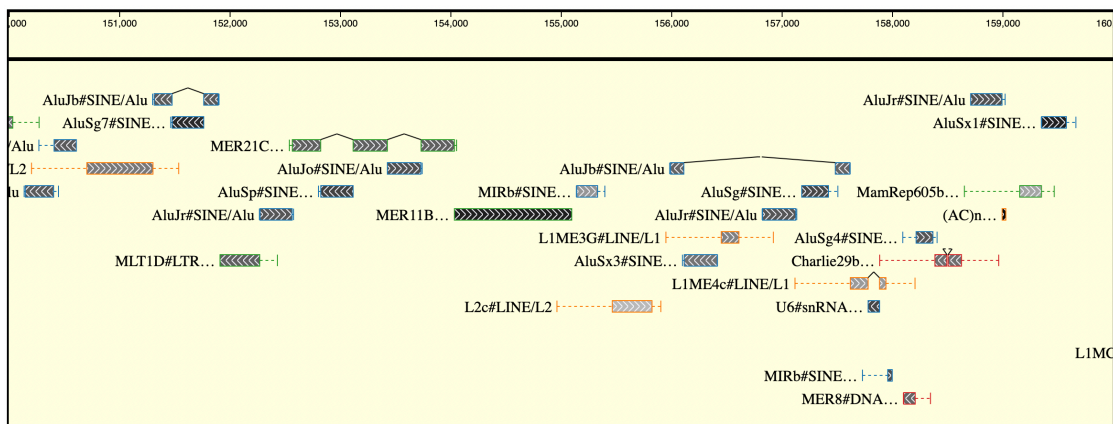 ,000 151,000 152,000 153,000 154,000 155,000 156,000 157,000 158,000 159,000 160
AluJb#SINE/Alu AluJr#SINE/Alu
AluSg7#SINE… AluSx1#SINE…
/Alu MER21C…
/L2 AluJo#SINE/Alu AluJb#SINE/Alu
lu AluSp#SINE… MIRb#SINE… AluSg#SINE… MamRep605b…
AluJr#SINE/Alu MER11B… AluJr#SINE/Alu (AC)n…
L1ME3G#LINE/L1 AluSg4#SINE…
MLT1D#LTR… AluSx3#SINE… Charlie29b…
L1ME4c#LINE/L1
L2c#LINE/L2 U6#snRNA…
L1MC
MIRb#SINE…
MER8#DNA…